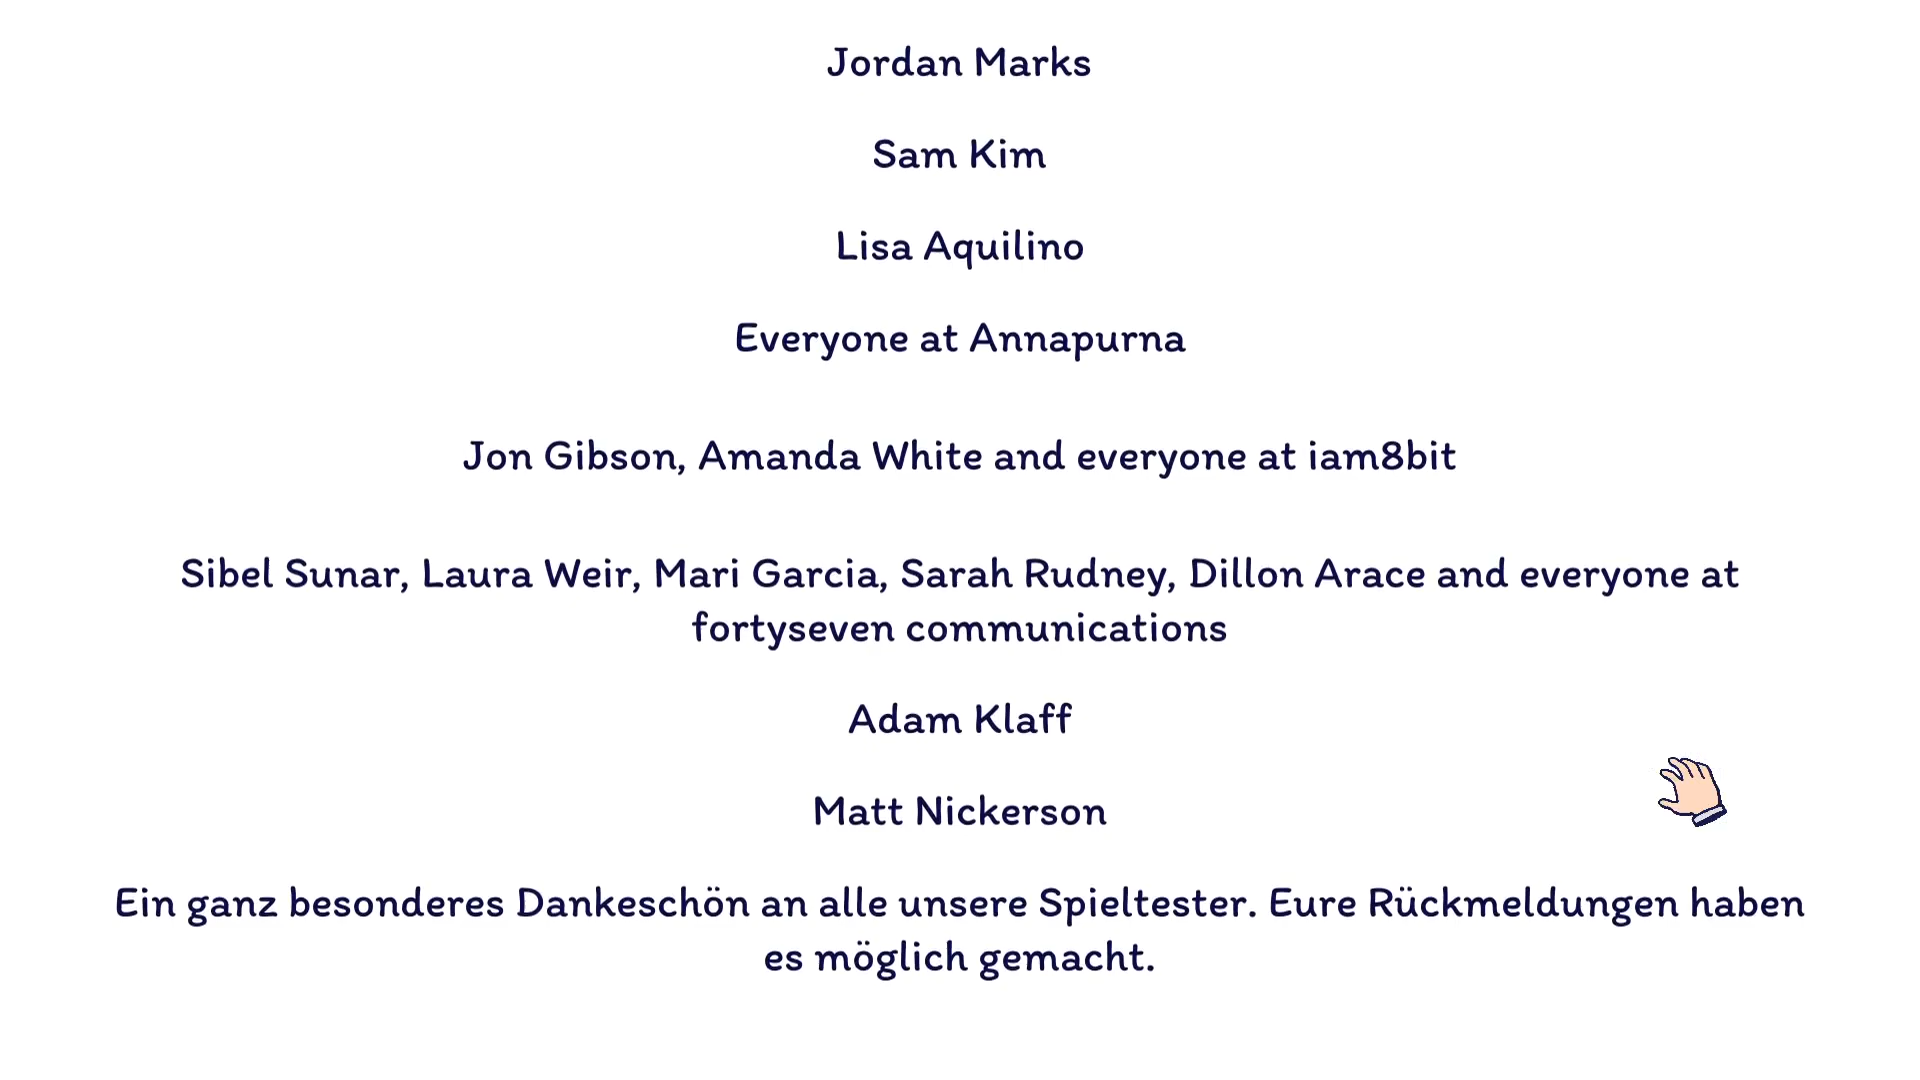 Jordan Marks
Sam Kim
Lisa Aquilino
Everyone at Annapurna
Jon Gibson, Amanda White and everyone at iam8bit
Sibel Sunar, Laura Weir, Mari Garcia, Sarah Rudney, Dillon Arace and everyone at
fortyseven communications
Adam Klaff
Matt Nickerson
Ein ganz besonderes Dankeschön an alle unsere Spieltester. Eure Rückmeldungen haben
es möglich gemacht.